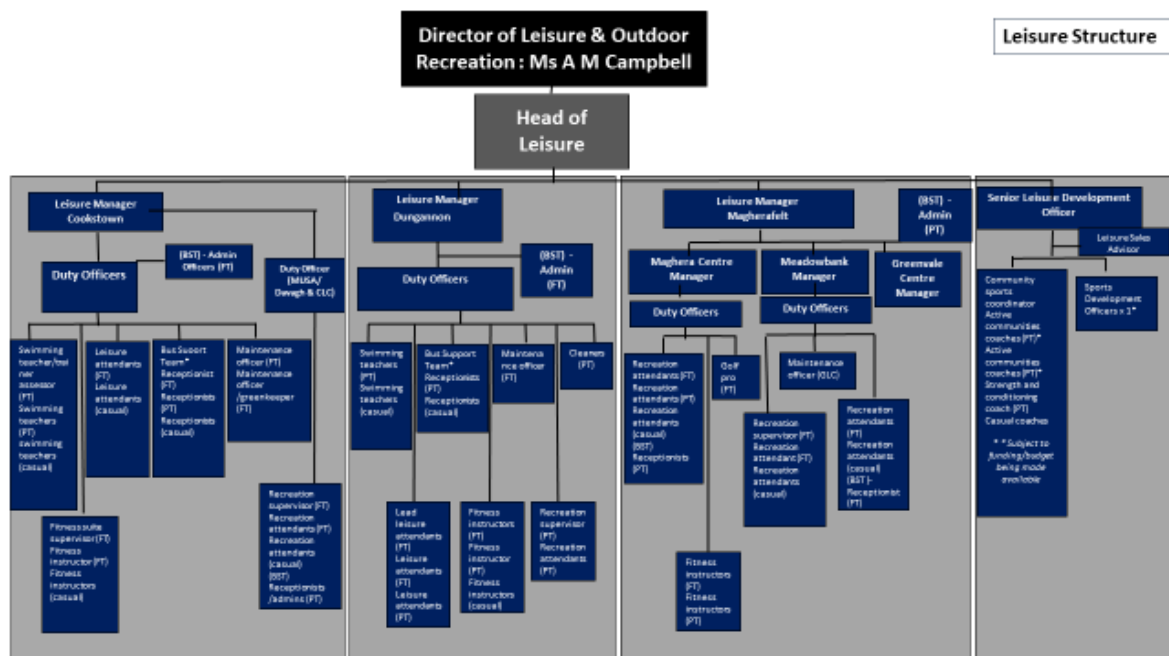 Director of Leisure & Outdoor
Recreation : Ms A M Campbell
Leisure Structure
Head of
Leisure
Leisure Manager
Cookstown
(BST) - Admin
Officers (FT)
Duty Officers
Duty Officer
(MUSA/
Davagh & CLC)
Swimming
teacher/trai
ner
assessor
(FT)
Swimming
teachers
(PT)
swimming
teachers
(casual)
Leisure
attendants
(FT)
Leisure
attendants
(casual)
Bus Suport
Team*
Receptionist
(FT)
Receptionists
(PT)
Receptionists
(casual)
Maintenance
officer (FT)
Maintenance
officer
/greenkeeper
(FT)
Fitness suite
supervisor (FT)
Fitness
instructor (PT)
Fitness
instructors
(casual)
Recreation
supervisor (FT)
Recreation
attendants (PT)
Recreation
attendants
(casual)
(BST)
Receptionists
/admins (PT)
Leisure Manager
Dungannon
(BST) -
Admin
(FT)
Duty Officers
Swimming
teachers
(PT)
Swimming
teachers
(casual)
Bus Support
Team*
Receptionists
(PT)
Receptionists
(casual)
Maintena
nce officer
(FT)
Cleaners
(PT)
Lead
leisure
attendants
(FT)
Leisure
attendants
(FT)
Leisure
attendants
(PT)
Fitness
instructors
(FT)
Fitness
instructor
(PT)
Fitness
instructors
(casual)
Recreation
supervisor
(PT)
Recreation
attendants
(PT)
Leisure Manager
Magherafelt
(BST) -
Admin
(PT)
Maghera Centre
Manager
Meadowbank
Manager
Greenvale
Centre
Manager
Duty Officers
Duty Officers
Recreation
attendants (FT)
Recreation
attendants (PT)
Recreation
attendants
(casual)
(BST)
Receptionists
(PT)
Golf
pro (PT)
Maintenance
officer (GLC)
Recreation
supervisor (PT)
Recreation
attendant (FT)
Recreation
attendants
(casual)
Recreation
attendants
(PT)
Recreation
attendants
(casual)
(BST) –
Receptionist
(PT)
Fitness
instructors
(FT)
Fitness
instructors
(PT)
Senior Leisure Development
Officer
Leisure Sales
Advisor
Community
sports
coordinator
Active
communities
coaches (PT)*
Active
communities
coaches (PT)*
Strength and
conditioning
coach (PT)
Casual coaches
* *Subject to
funding/budget
being made
available
Sports
Development
Officers x 1*